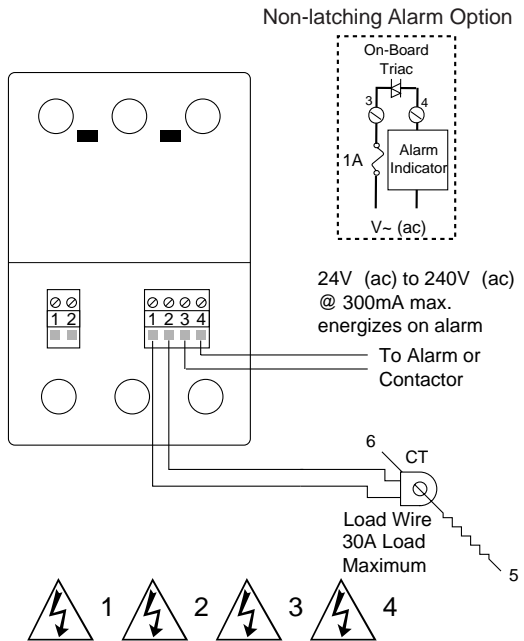 Non-latching Alarm Option
On-Board
Triac
3
4
1A
Alarm
Indicator
V~ (ac)
24V (ac) to 240V (ac)
@ 300mA max.
energizes on alarm
1 2
1 2 3 4
To Alarm or
Contactor
6
CT
Load Wire
30A Load
Maximum
5
1 2 3 4